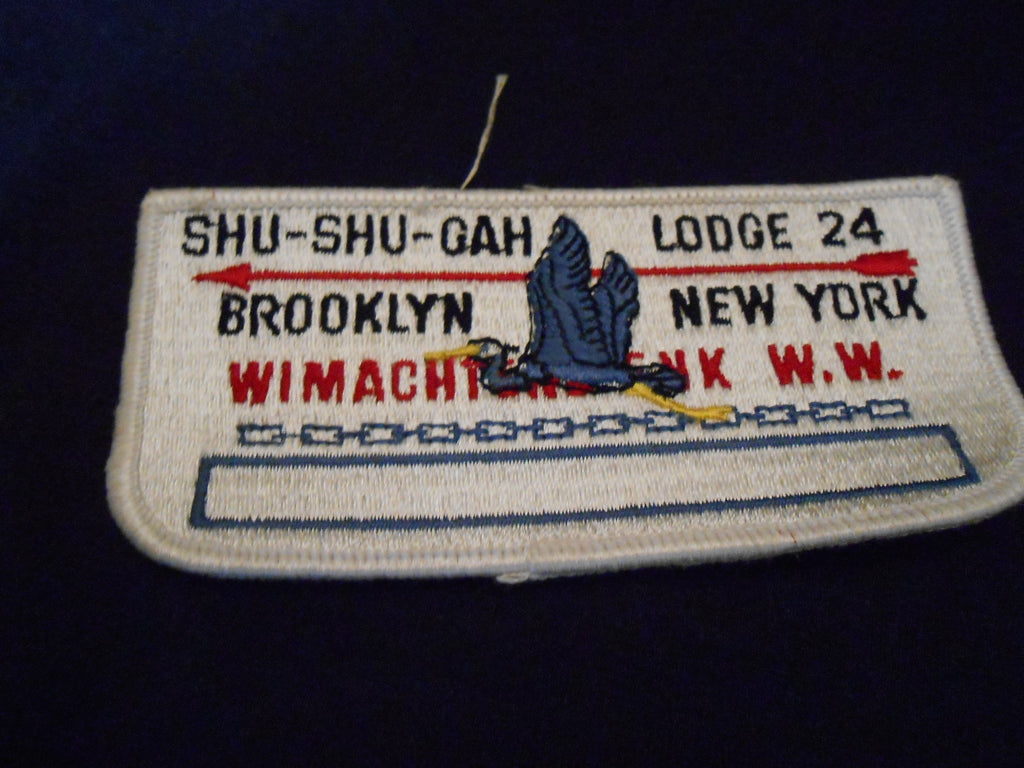 SHU-SHU-GAH LODGE 24
BROOKLYN NEW YORK
W.W.